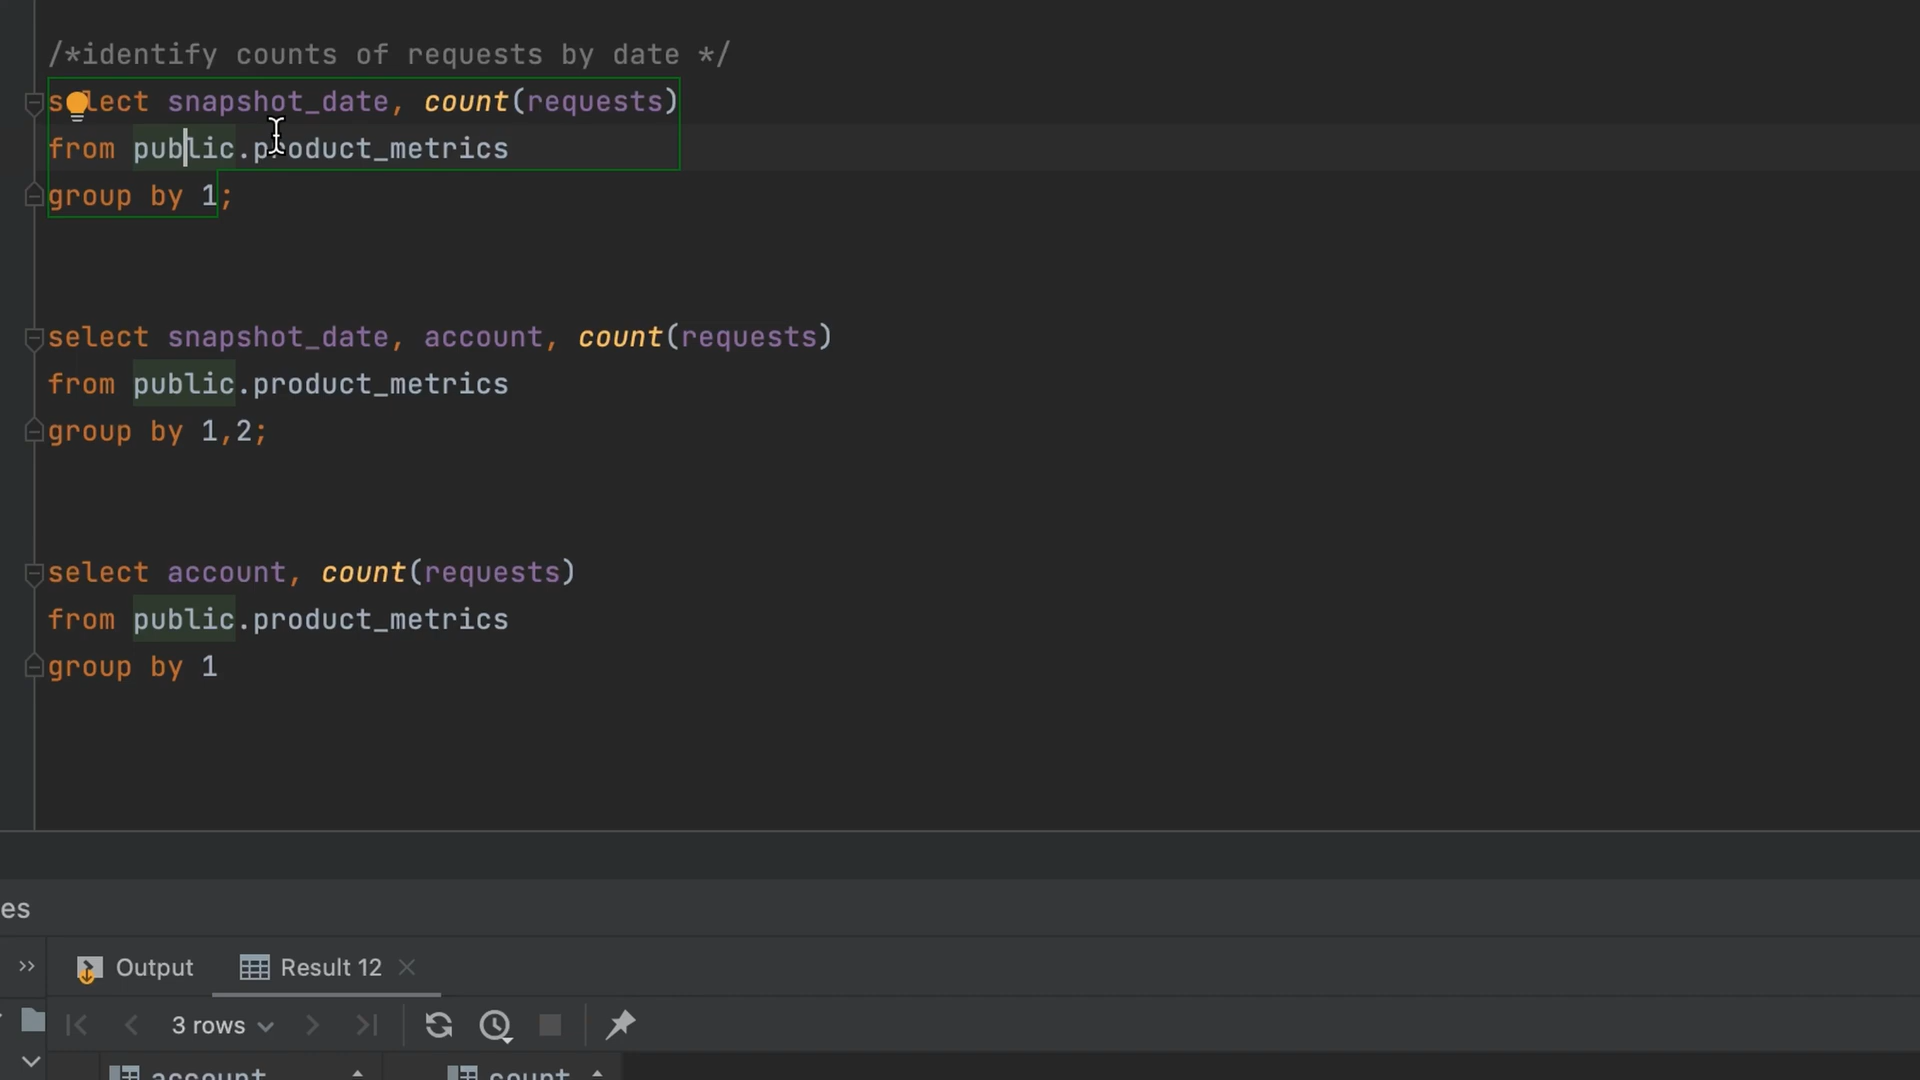 /*identify counts of requests by date */
select snapshot_date, count(requests)
from public.product_metrics
group by 1;
select snapshot_date, account, count(requests)
from public.product_metrics
group by 1,2;
select account, count(requests)
from public.product_metrics
group by 1
es
Output Result 12
3 rows
account count